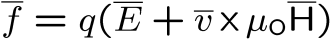 f̅ = q(E̅ + v̅×μ₀H̅)